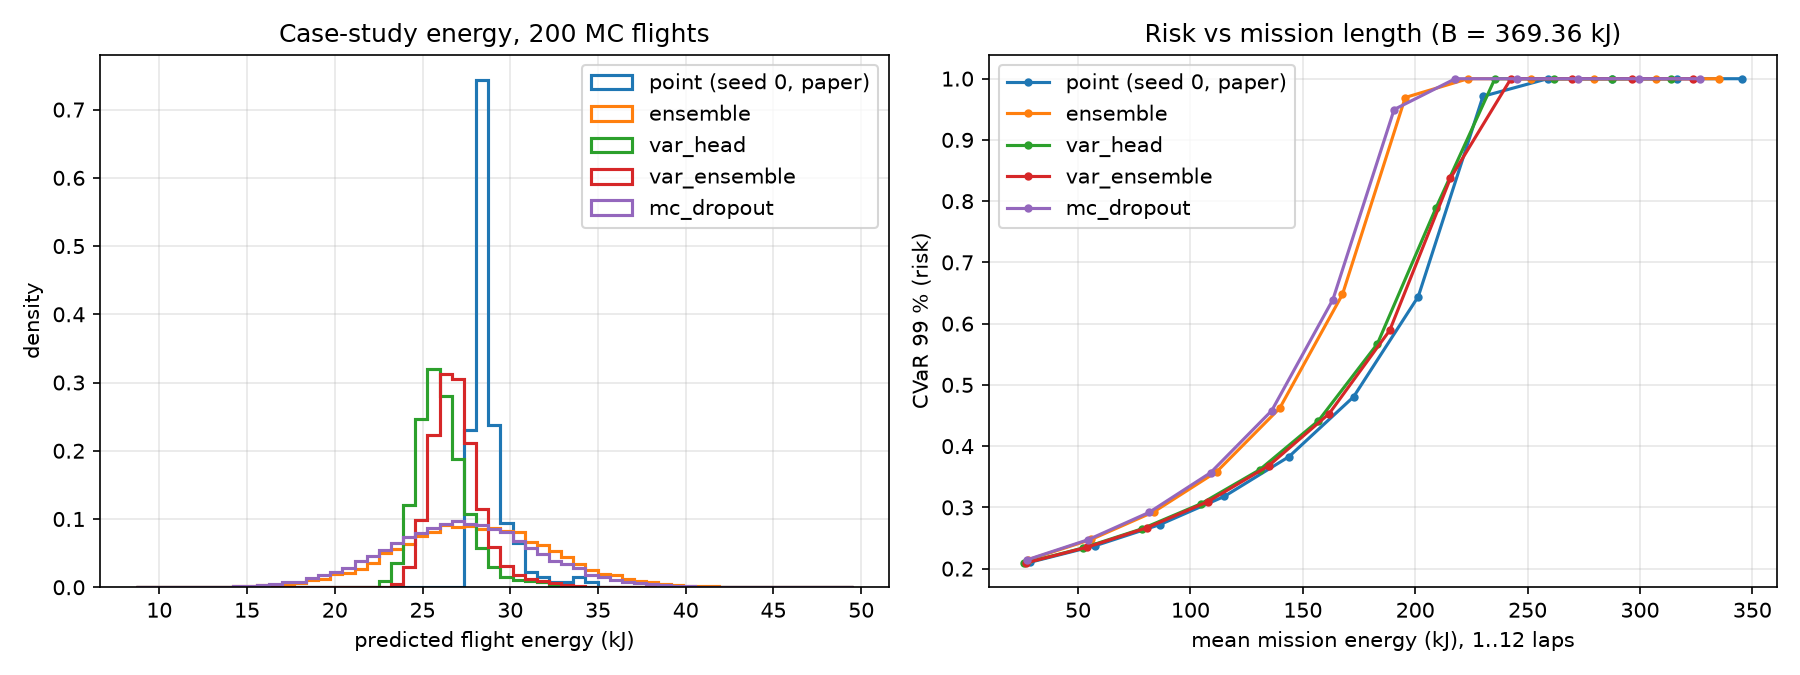 Case-study energy, 200 MC flights
density
0.7
0.6
0.5
0.4
0.3
0.2
0.1
0.0
point (seed 0, paper)
ensemble
var_head
var_ensemble
mc_dropout
10 15 20 25 30 35 40 45 50
predicted flight energy (kJ)
Risk vs mission length (B = 369.36 kJ)
CVaR 99 % (risk)
1.0
0.9
0.8
0.7
0.6
0.5
0.4
0.3
0.2
point (seed 0, paper)
ensemble
var_head
var_ensemble
mc_dropout
50 100 150 200 250 300 350
mean mission energy (kJ), 1..12 laps